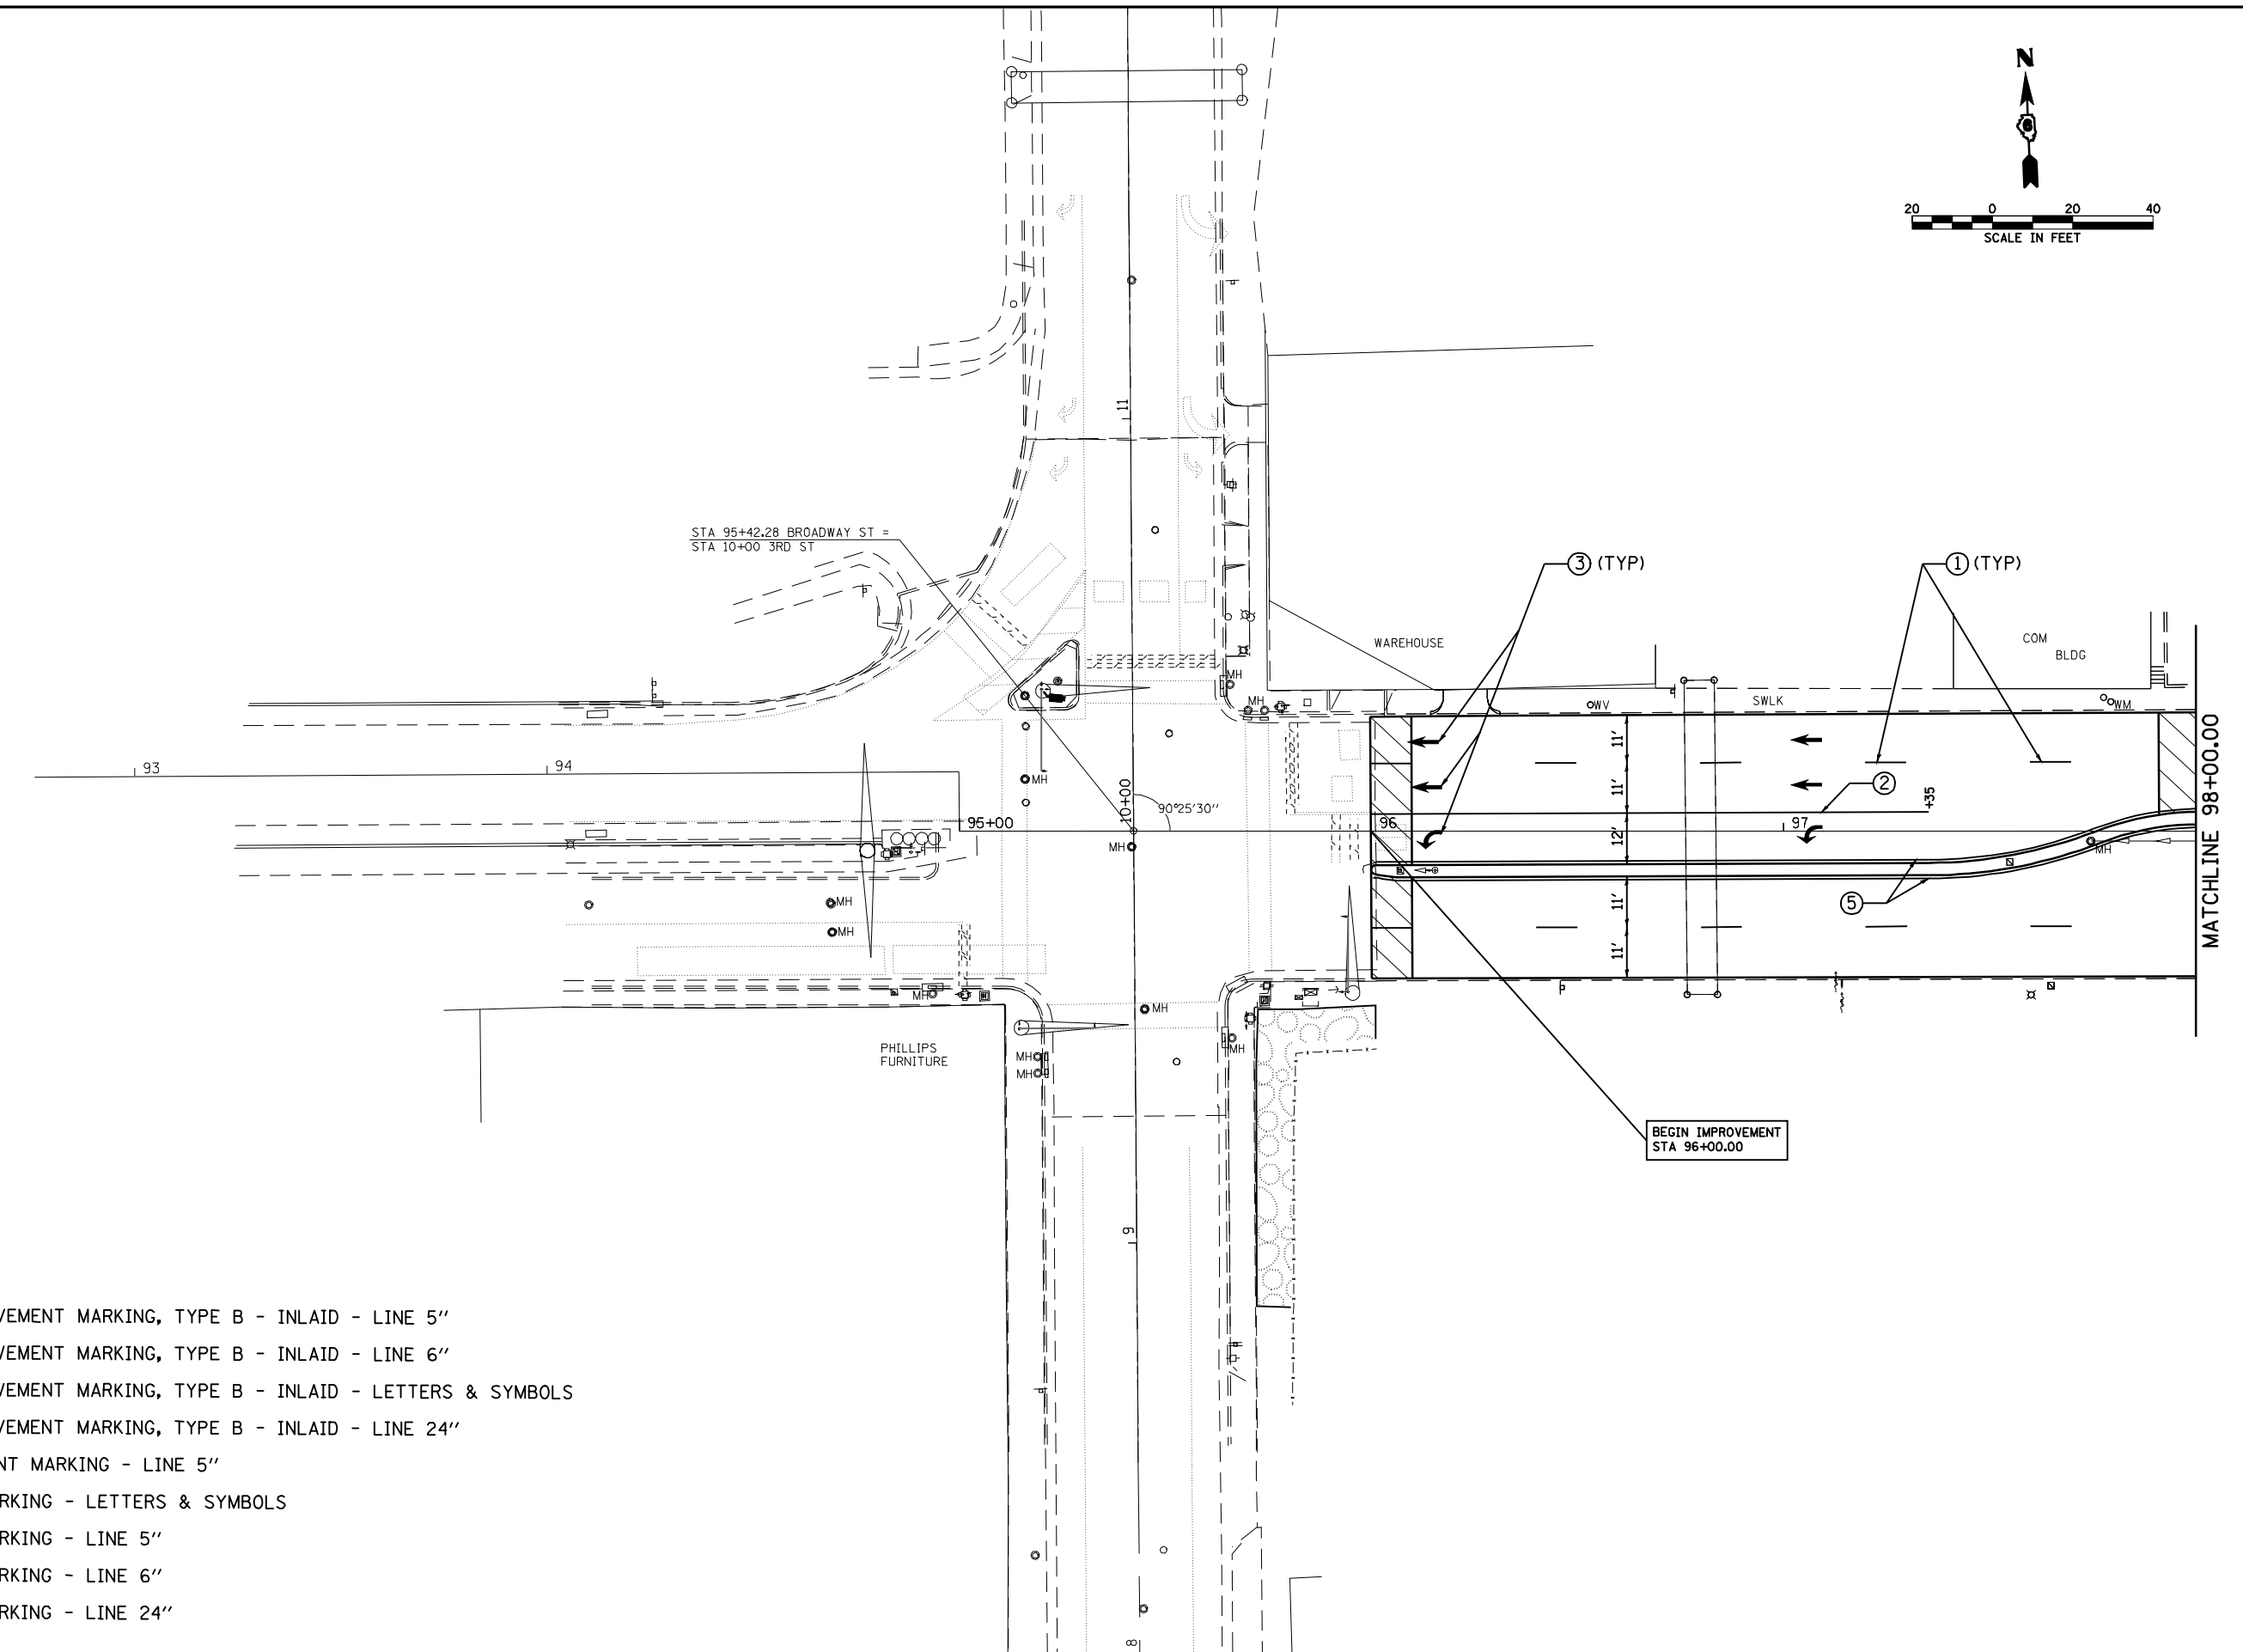 N
6
20 0 20 40
SCALE IN FEET
11
STA 95+42.28 BROADWAY ST =
STA 10+00 3RD ST
3 (TYP)
1 (TYP)
WAREHOUSE
COM
BLDG
MH
MH
WV
SWLK
WM
93
94
MH
10+00
90°25'30"
95+00
MH
96
97
11'
11'
12'
11'
11'
2
+35
MH
5
MATCHLINE 98+00.00
MH
MH
MH
MH
MH
PHILLIPS
FURNITURE
MH
MH
BEGIN IMPROVEMENT
STA 96+00.00
9
8
VEMENT MARKING, TYPE B - INLAID - LINE 5"
VEMENT MARKING, TYPE B - INLAID - LINE 6"
VEMENT MARKING, TYPE B - INLAID - LETTERS & SYMBOLS
VEMENT MARKING, TYPE B - INLAID - LINE 24"
NT MARKING - LINE 5"
RKING - LETTERS & SYMBOLS
RKING - LINE 5"
RKING - LINE 6"
RKING - LINE 24"